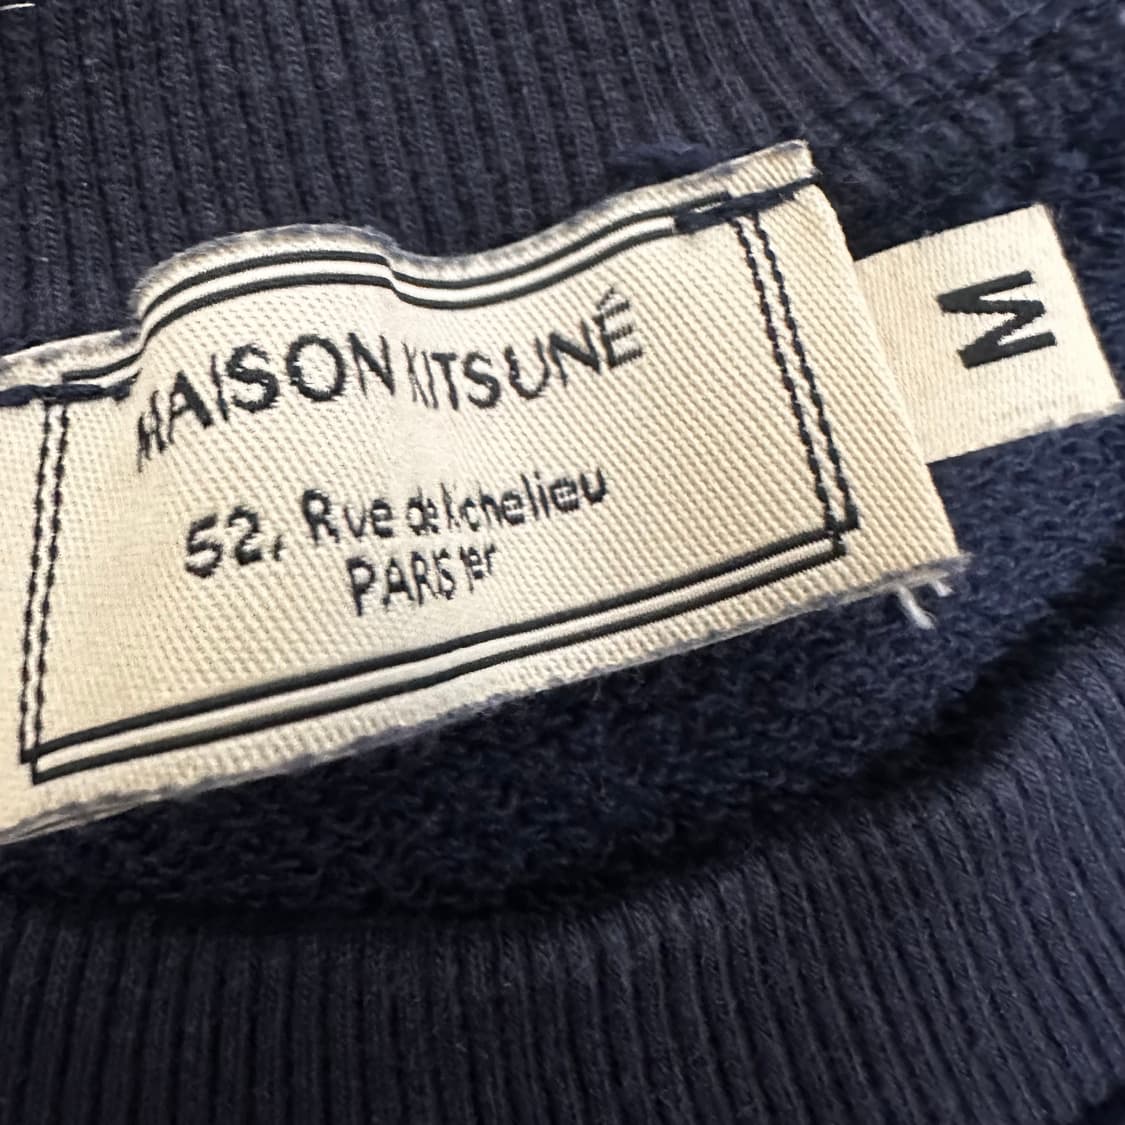 MAISON KITSUNÉ
52, Rue de Richelieu
PARIS 1er
M